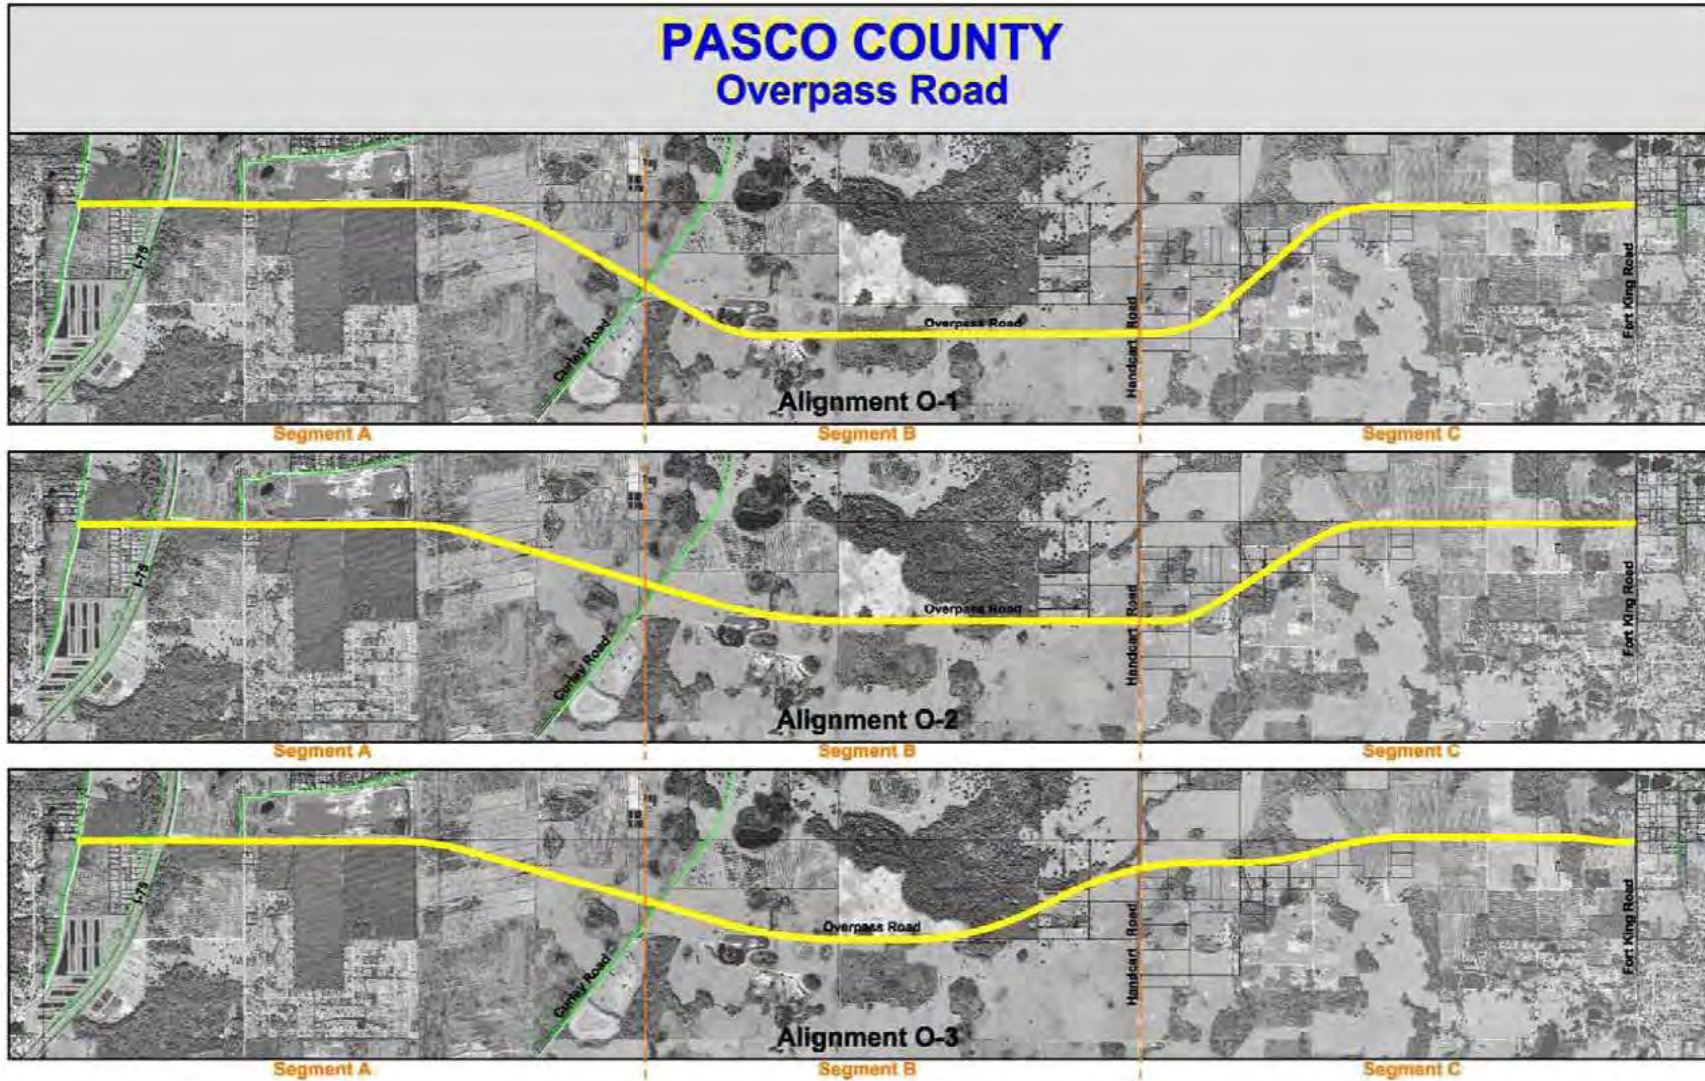 PASCO COUNTY
Overpass Road
I-75
Curley Road
Overpass Road
Handcart Road
Fort King Road
Alignment O-1
Segment A
Segment B
Segment C
I-75
Curley Road
Overpass Road
Handcart Road
Fort King Road
Alignment O-2
Segment A
Segment B
Segment C
I-75
Curley Road
Overpass Road
Handcart Road
Fort King Road
Alignment O-3
Segment A
Segment B
Segment C